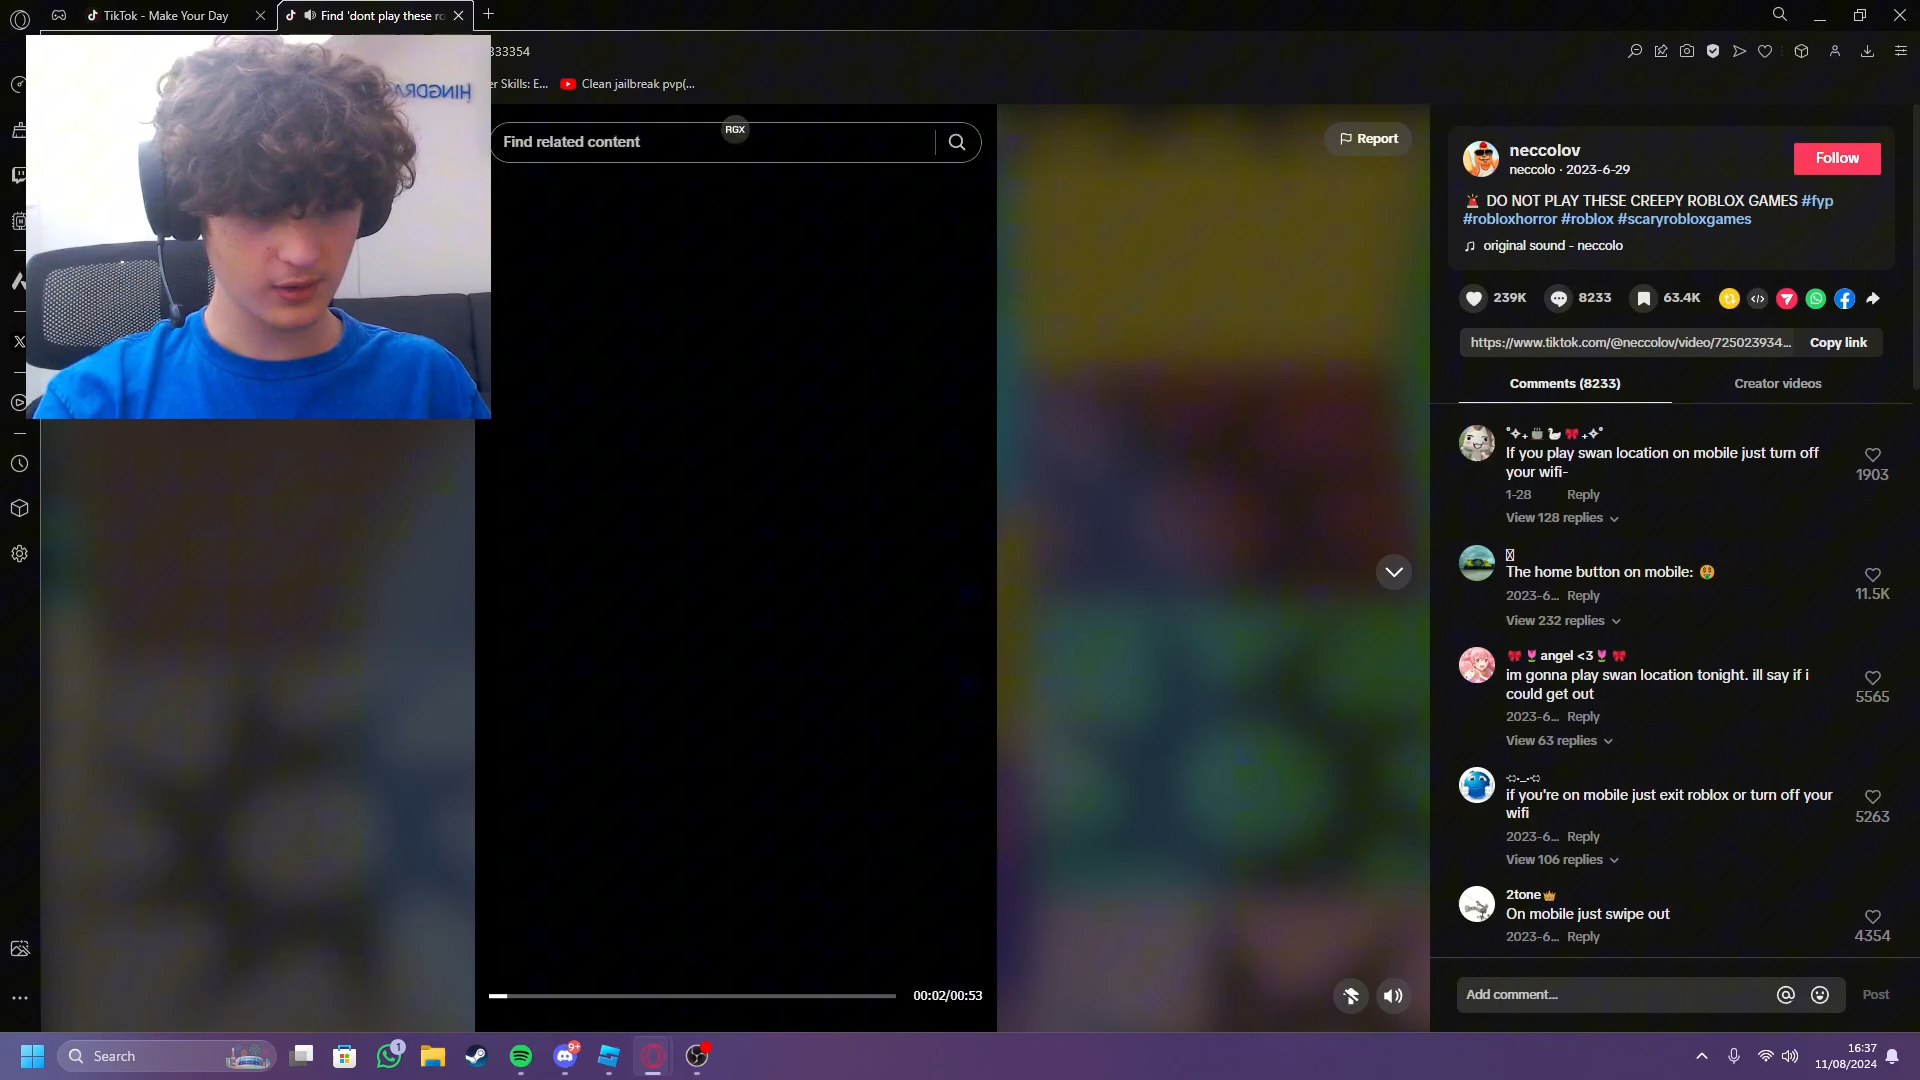 TikTok - Make Your Day
Find 'dont play these ro
333354
er Skills: E...
Clean jailbreak pvp(...
Find related content
RGX
Report
neccolov
neccolo · 2023-6-29
Follow
🚨 DO NOT PLAY THESE CREEPY ROBLOX GAMES #fyp
#robloxhorror #roblox #scaryrobloxgames
original sound - neccolo
239K
8233
63.4K
https://www.tiktok.com/@neccolov/video/725023934...
Copy link
Comments (8233)
Creator videos
If you play swan location on mobile just turn off
your wifi-
1903
1-28 Reply
View 128 replies
The home button on mobile: 🤑
11.5K
2023-6... Reply
View 232 replies
🎀🌷angel <3🌷🎀
im gonna play swan location tonight. ill say if i
could get out
5565
2023-6... Reply
View 63 replies
if you're on mobile just exit roblox or turn off your
wifi
5263
2023-6... Reply
View 106 replies
2tone👑
On mobile just swipe out
4354
2023-6... Reply
00:02/00:53
Add comment...
Post
Search
1
9+
16:37
11/08/2024